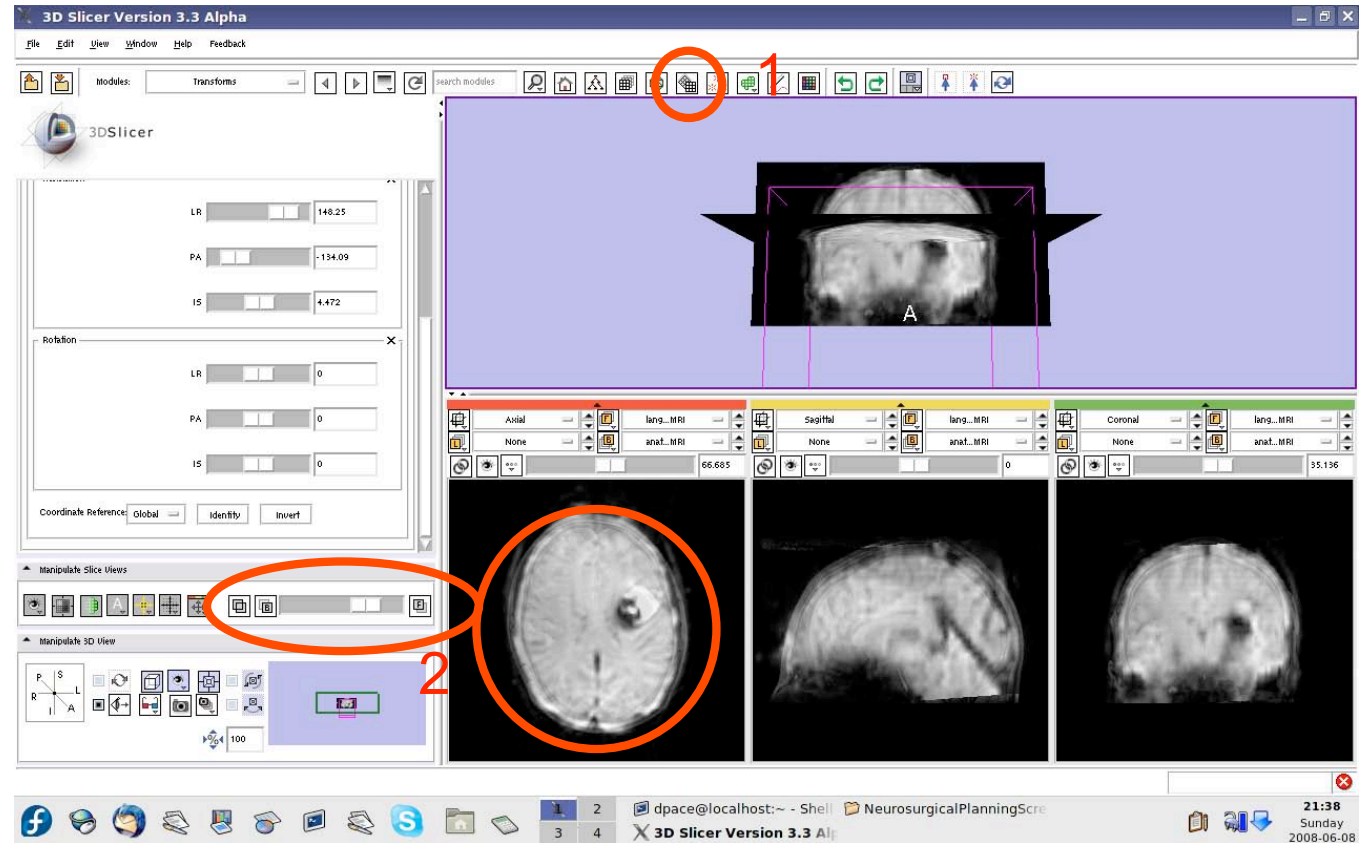 3D Slicer Version 3.3 Alpha
File Edit View Window Help Feedback
1
Modules: Transforms search modules
3DSlicer
LR 148.25
PA -134.09
IS 4.472
A
Rotation X
LR 0
PA 0
IS 0
Coordinate Reference: Global Identity Invert
Axial F lang...MRI Sagittal F lang...MRI Coronal F lang...MRI
L None B anat...MRI L None B anat...MRI L None B anat...MRI
66.685 0 35.136
Manipulate Slice Views
A B F
Manipulate 3D View
2
P S
R L
I A
% 100
21:38
1 2 dpace@localhost:~ - Shell NeurosurgicalPlanningScre
Sunday
3 4 X 3D Slicer Version 3.3 Al
2008-06-08